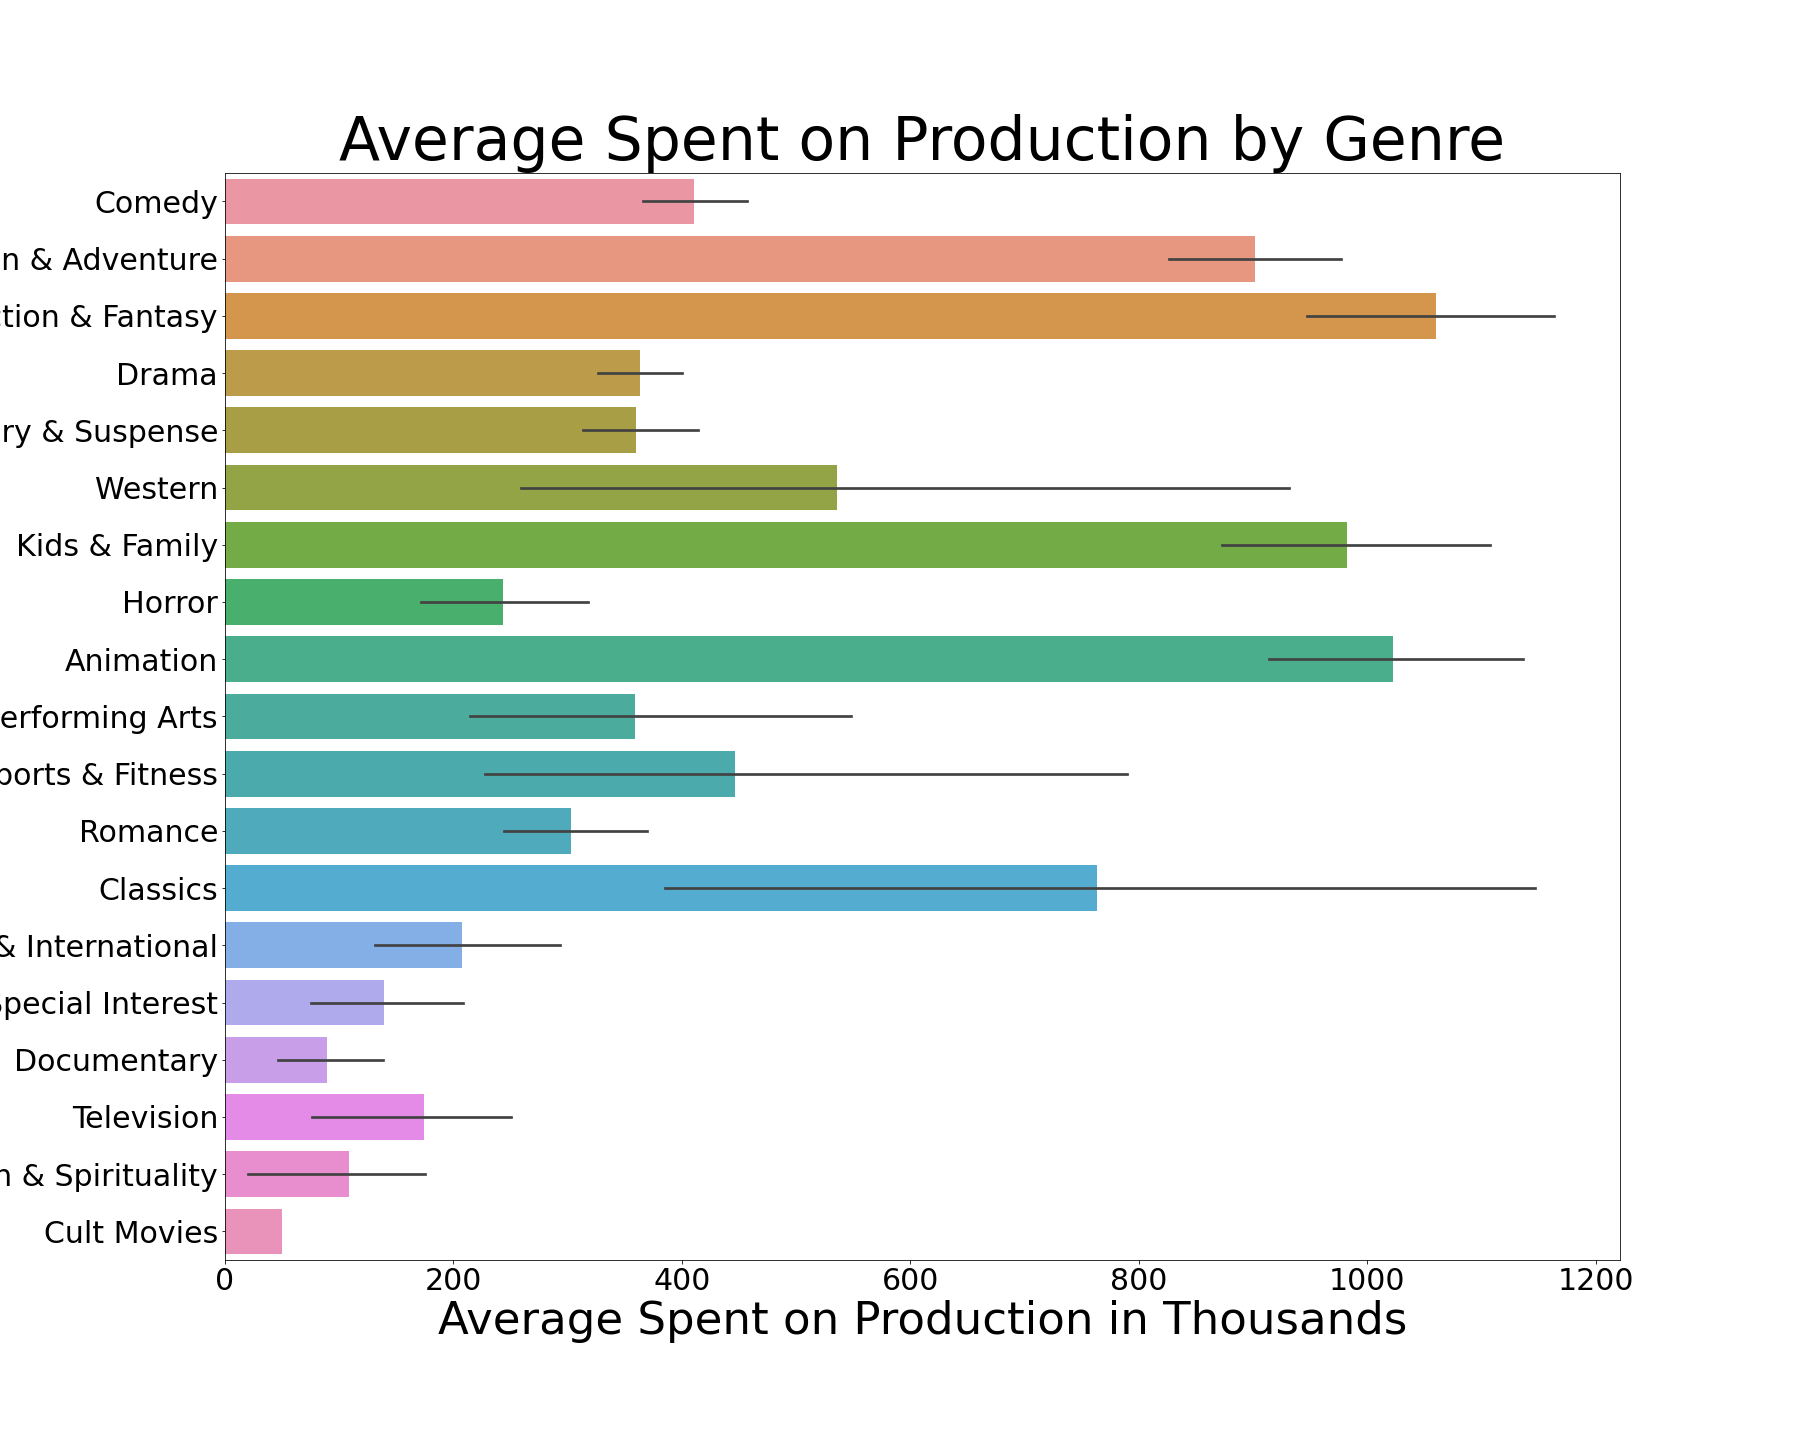 Average Spent on Production by Genre
Comedy
n & Adventure
tion & Fantasy
Drama
ry & Suspense
Western
Kids & Family
Horror
Animation
erforming Arts
ports & Fitness
Romance
Classics
& International
pecial Interest
Documentary
Television
n & Spirituality
Cult Movies
0 200 400 600 800 1000 1200
Average Spent on Production in Thousands